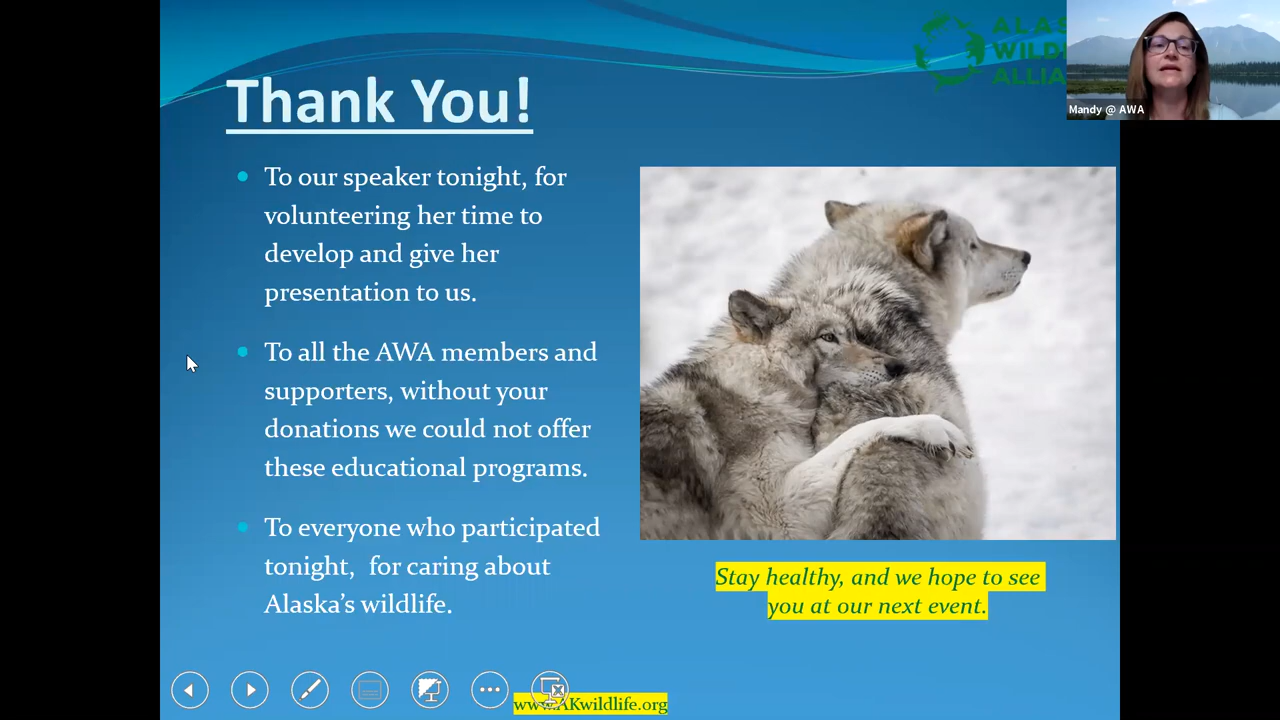 Thank You!
To our speaker tonight, for
volunteering her time to
develop and give her
presentation to us.
To all the AWA members and
supporters, without your
donations we could not offer
these educational programs.
To everyone who participated
tonight, for caring about
Alaska's wildlife.
ALAS
WILD
ALLIA
Mandy @ AWA
Stay healthy, and we hope to see
you at our next event.
www.AKwildlife.org